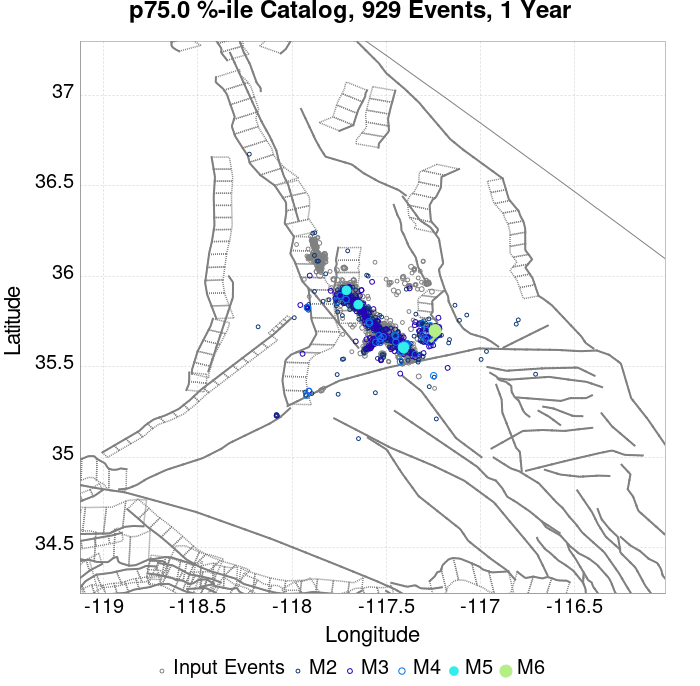 p75.0 %-ile Catalog, 929 Events, 1 Year
37
36.5
36
35.5
35
34.5
Latitude
-119 -118.5 -118 -117.5 -117 -116.5
Longitude
Input Events M2 M3 M4 M5 M6